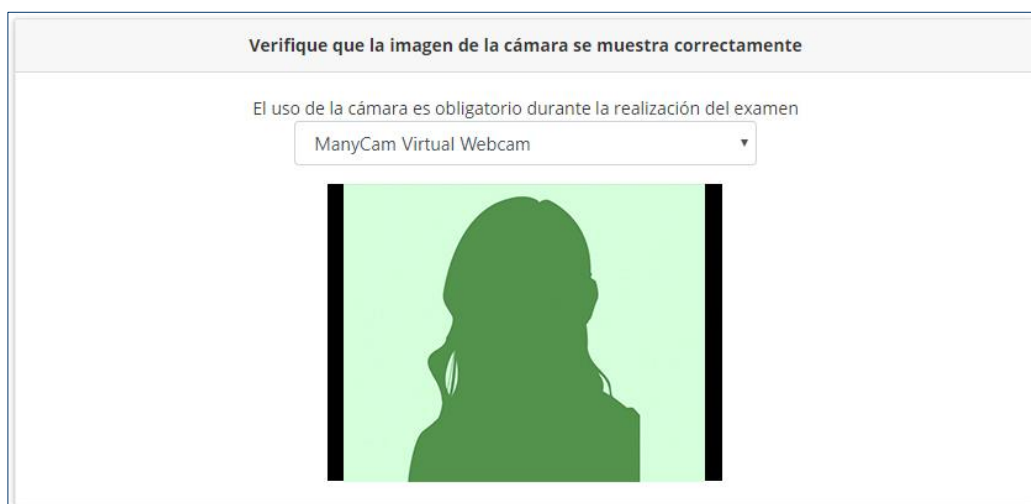 Verifique que la imagen de la cámara se muestra correctamente
El uso de la cámara es obligatorio durante la realización del examen
ManyCam Virtual Webcam